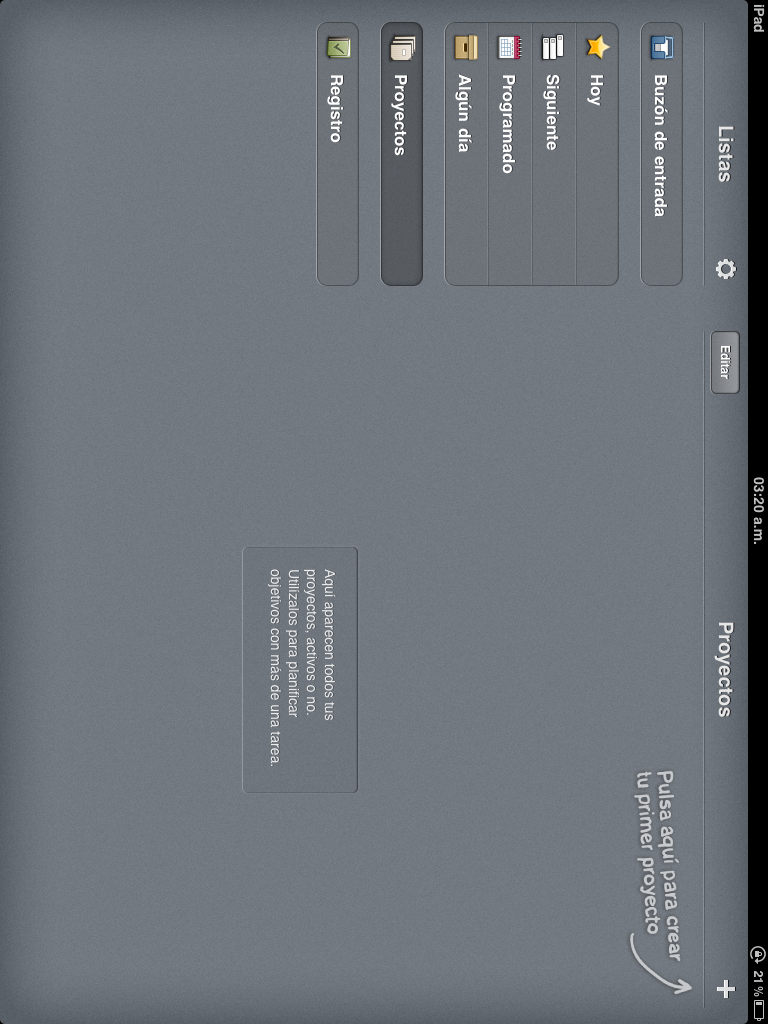 iPad
03:20 a.m.
21 %
Listas
Buzón de entrada
Hoy
Siguiente
Programado
Algún día
Proyectos
Registro
Editar
Proyectos
Pulsa aquí para crear
tu primer proyecto
Aquí aparecen todos tus
proyectos, activos o no.
Utilízalos para planificar
objetivos con más de una tarea.